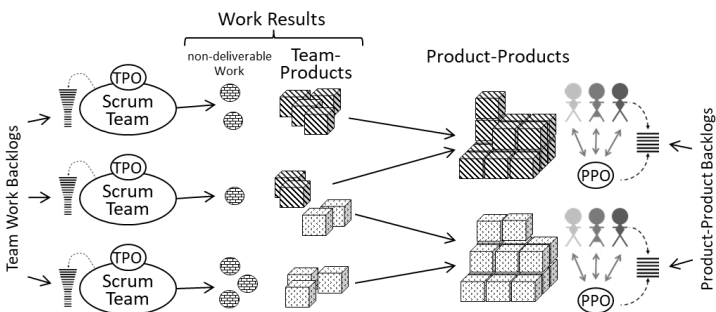 Work Results
non-deliverable
Work
Team-
Products
Product-Products
Team Work Backlogs
TPO
Scrum
Team
TPO
Scrum
Team
TPO
Scrum
Team
PPO
PPO
Product-Product Backlogs